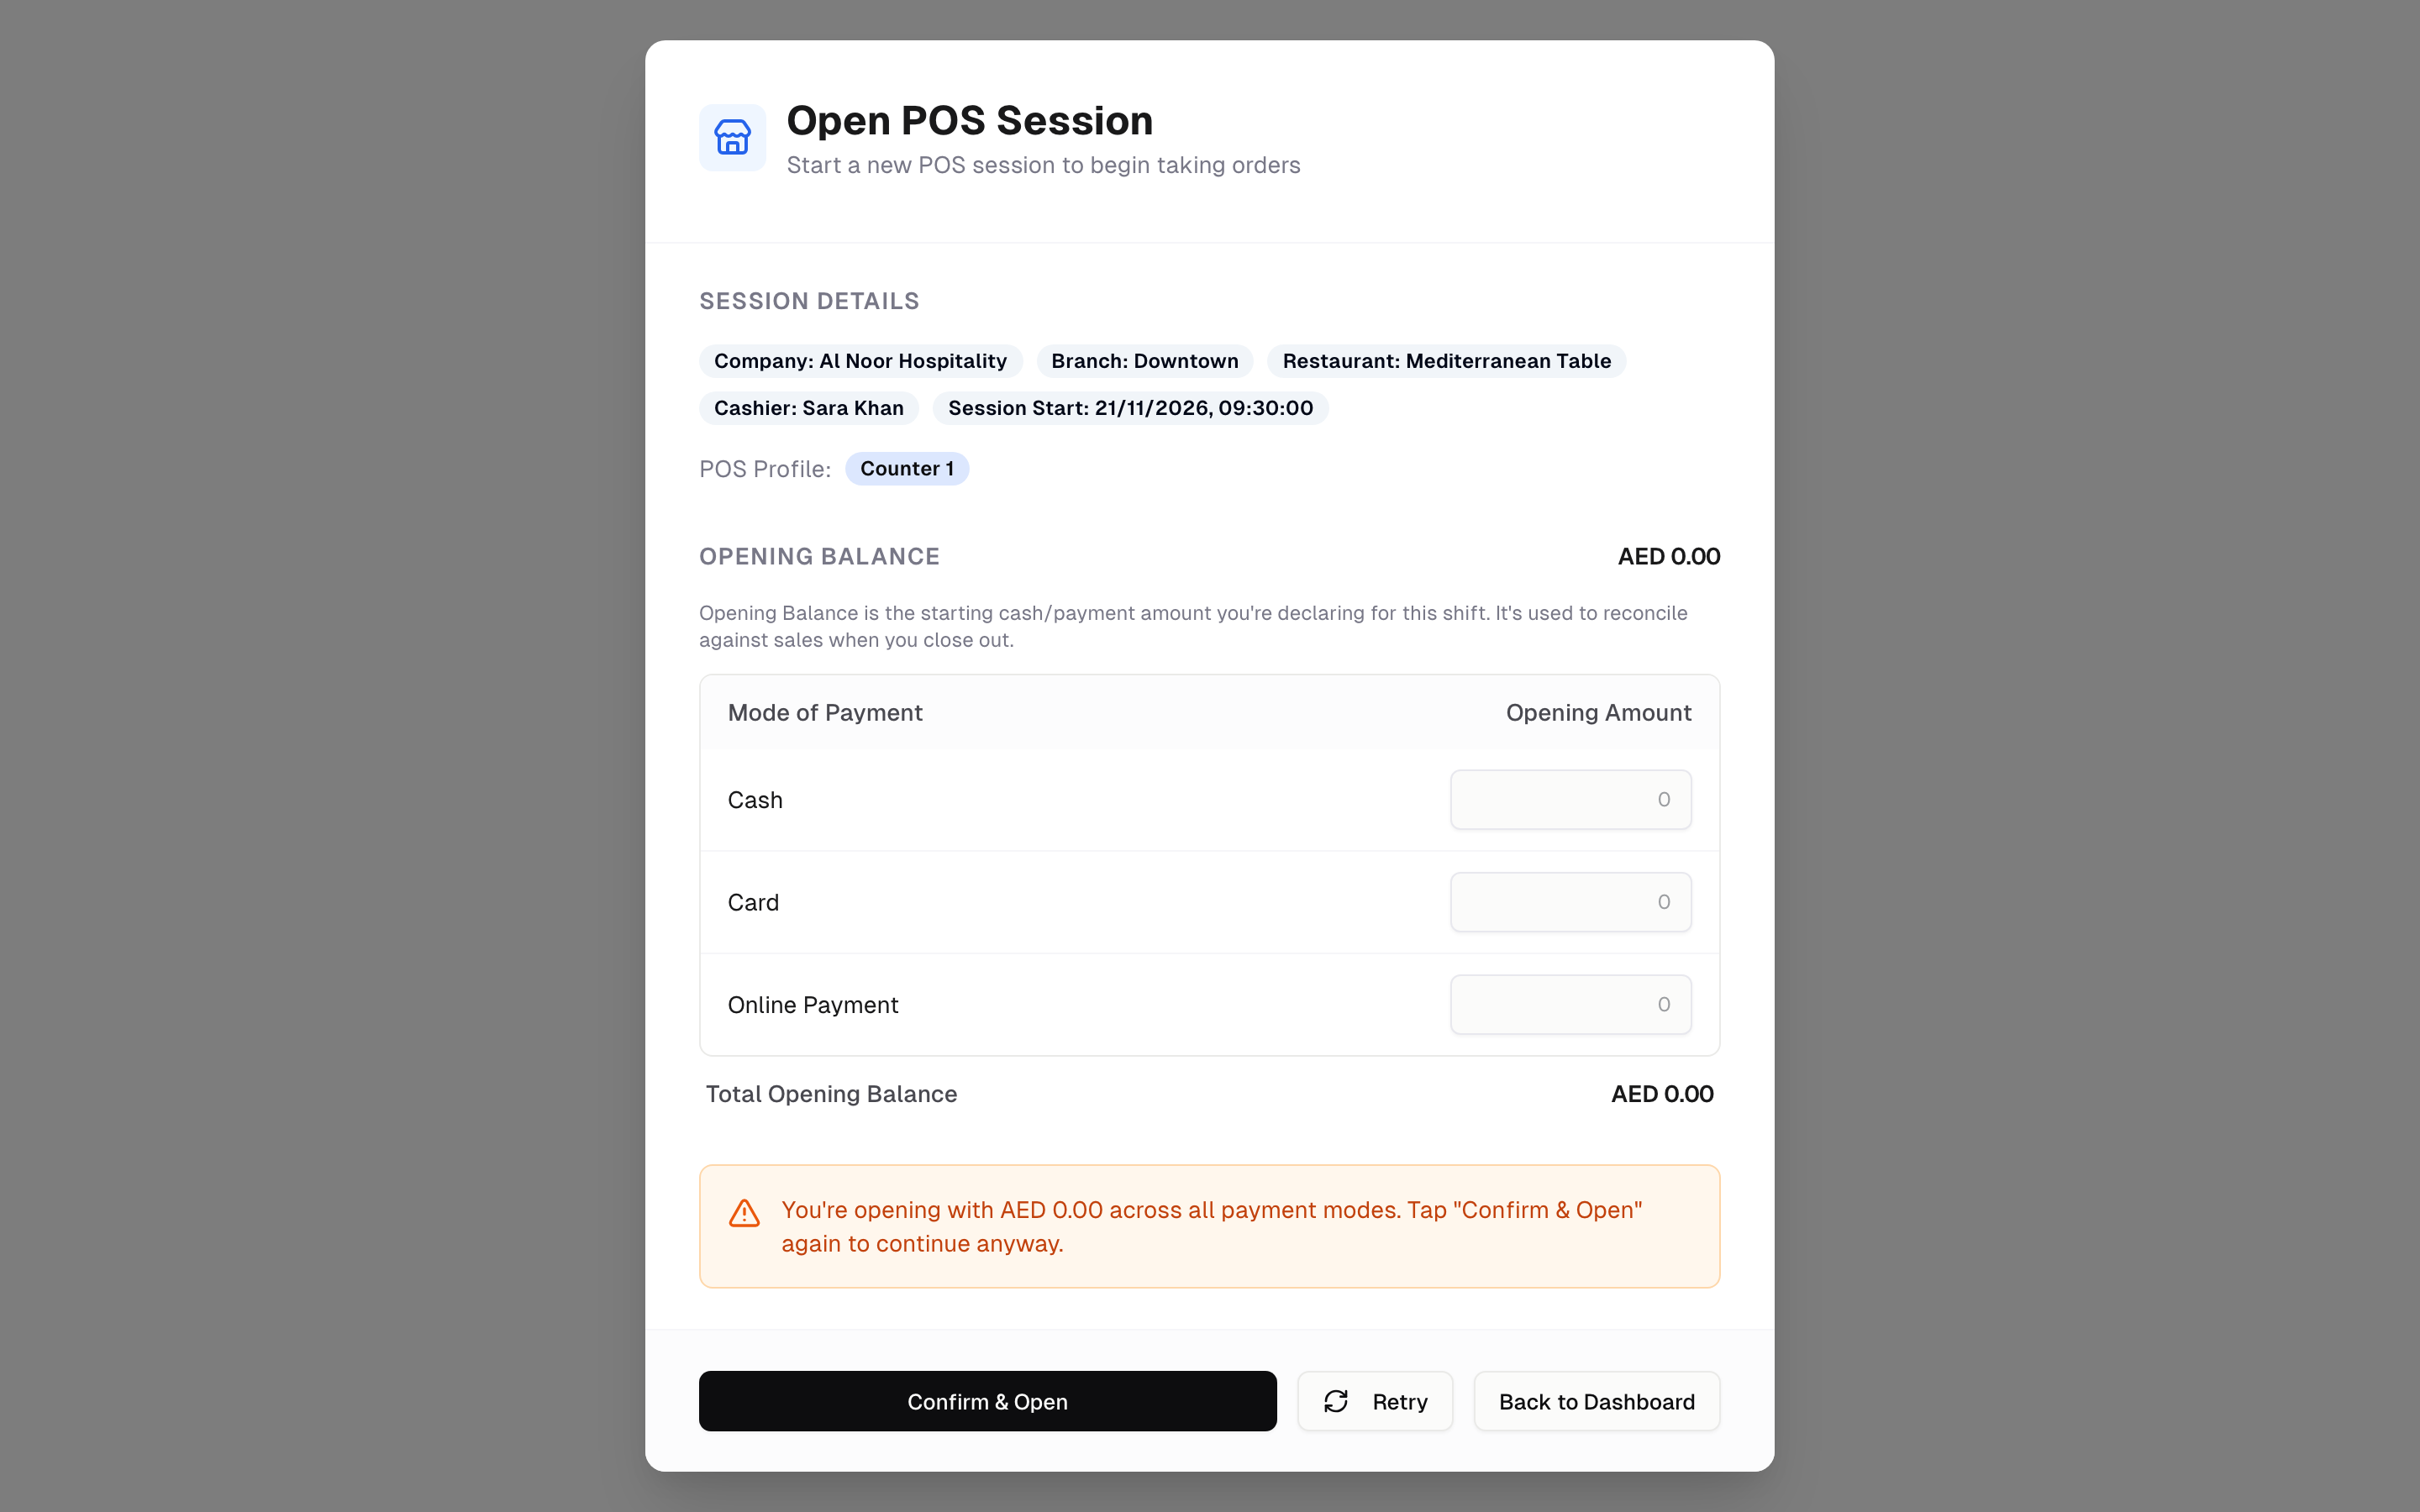 Open POS Session
Start a new POS session to begin taking orders
SESSION DETAILS
Company: Al Noor Hospitality
Branch: Downtown
Restaurant: Mediterranean Table
Cashier: Sara Khan
Session Start: 21/11/2026, 09:30:00
POS Profile:
Counter 1
OPENING BALANCE
AED 0.00
Opening Balance is the starting cash/payment amount you're declaring for this shift. It's used to reconcile
against sales when you close out.
Mode of Payment
Opening Amount
Cash
0
Card
0
Online Payment
0
Total Opening Balance
AED 0.00
You're opening with AED 0.00 across all payment modes. Tap "Confirm & Open"
again to continue anyway.
Confirm & Open
Retry
Back to Dashboard